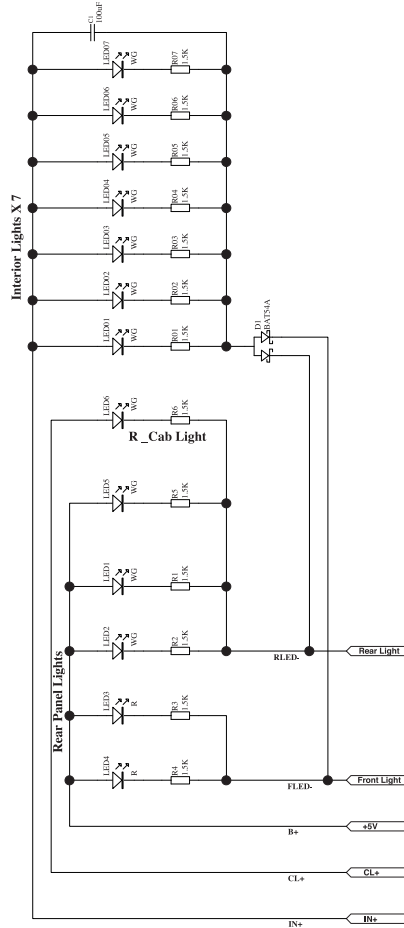 C1
100uF
LED07
WG
R07
1.5K
LED06
WG
R06
1.5K
LED05
WG
R05
1.5K
LED04
WG
R04
1.5K
LED03
WG
R03
1.5K
LED02
WG
R02
1.5K
LED01
WG
R01
1.5K
Interior Lights X 7
D1
BAT54A
LED6
WG
R6
1.5K
R _Cab Light
LED5
WG
R5
1.5K
LED1
WG
R1
1.5K
LED2
WG
R2
1.5K
Rear Panel Lights
LED3
R
R3
1.5K
LED4
R
R4
1.5K
RLED-
Rear Light
FLED-
Front Light
B+
+5V
CL+
CL+
IN+
IN+